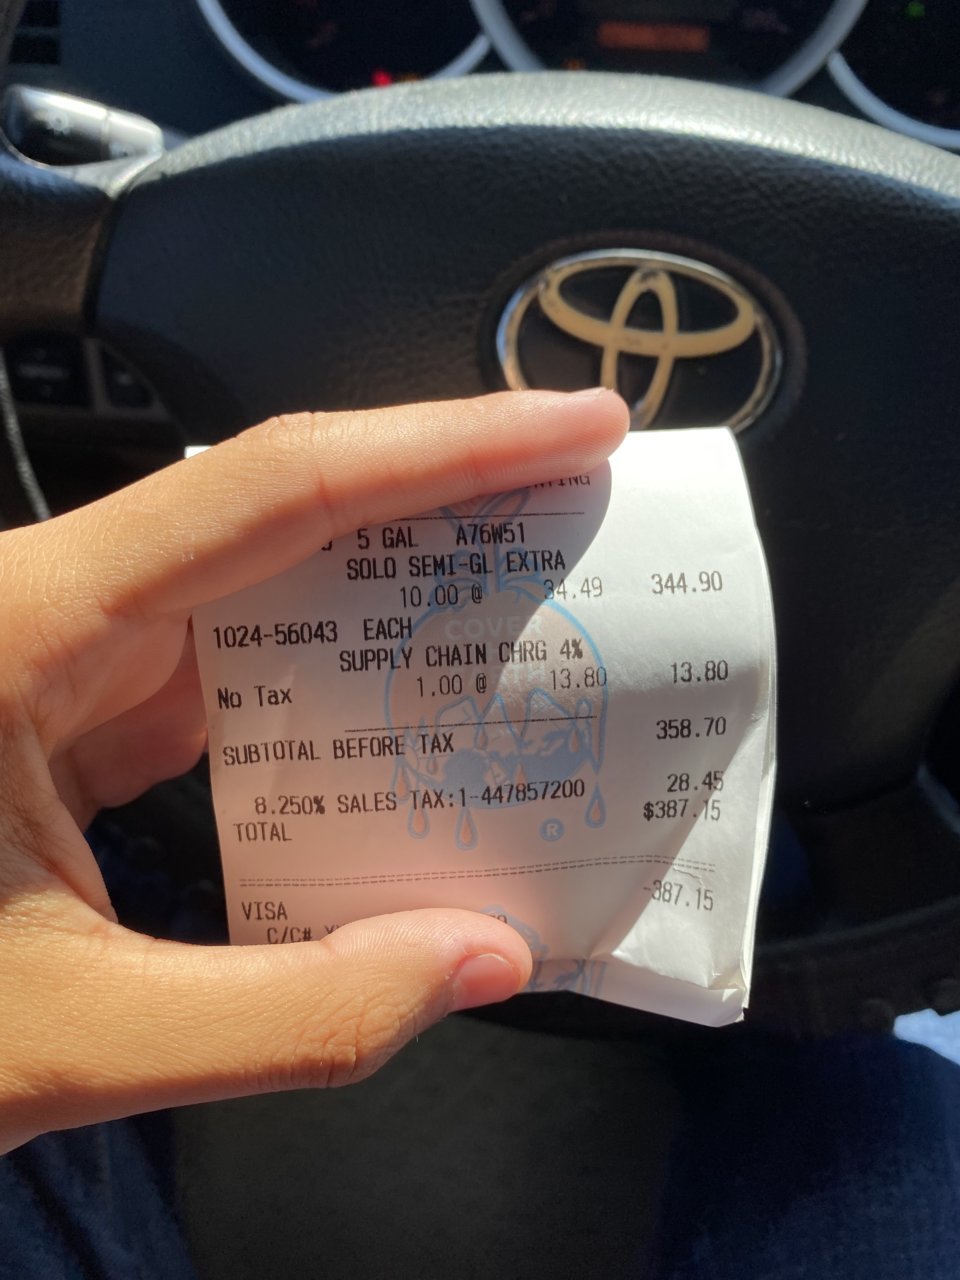 5 GAL A76W51
SOLO SEMI-GL EXTRA
10.00 @ 34.49 344.90
1024-56043 EACH
SUPPLY CHAIN CHRG 4%
No Tax 1.00 @ 13.80 13.80
SUBTOTAL BEFORE TAX 358.70
8.250% SALES TAX:1-447857200 28.45
TOTAL $387.15
VISA -387.15
C/C#
COVER
®